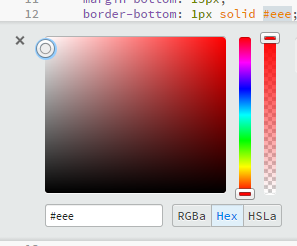 12 border-bottom: 1px solid #eee;
#eee
RGBa Hex HSLa